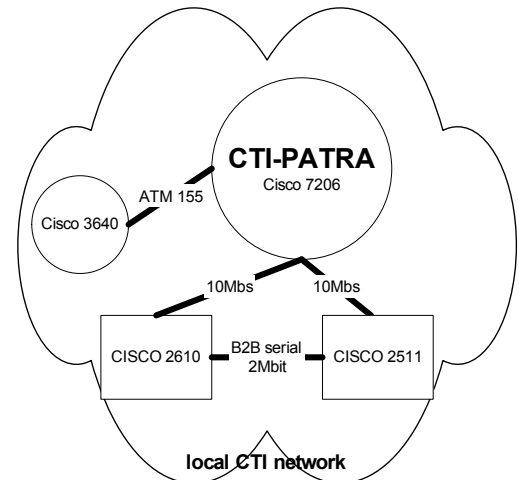 CTI-PATRA
Cisco 7206
ATM 155
Cisco 3640
10Mbs
10Mbs
CISCO 2610
B2B serial
2Mbit
CISCO 2511
local CTI network